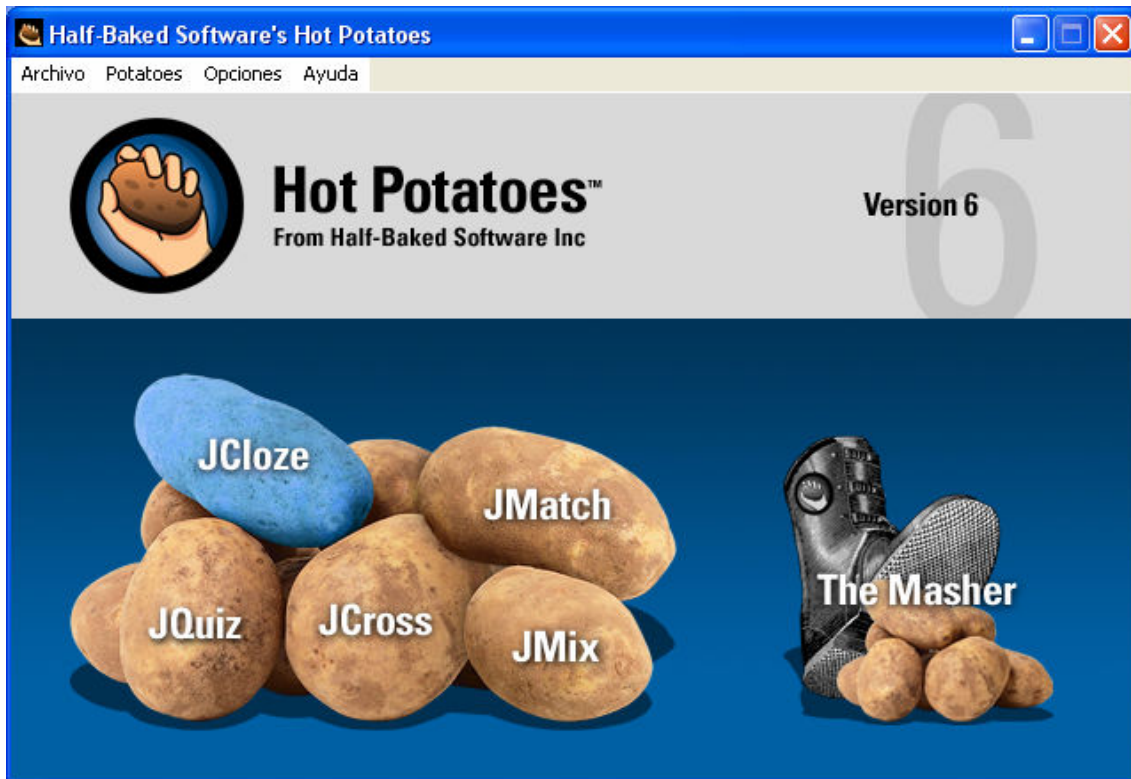 Half-Baked Software's Hot Potatoes
Archivo Potatoes Opciones Ayuda
6
Hot Potatoes™
From Half-Baked Software Inc
Version 6
JCloze
JMatch
JQuiz
JCross
JMix
The Masher